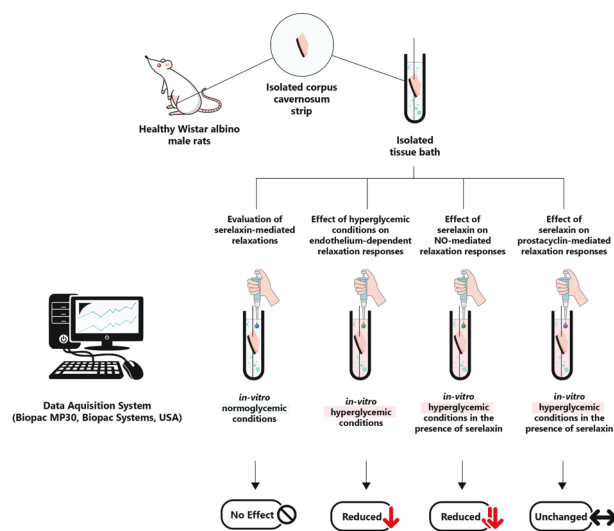 Isolated corpus
cavernosum
strip
Healthy Wistar albino
male rats
Isolated
tissue bath
Evaluation of
serelaxin-mediated
relaxations
Effect of hyperglycemic
conditions on
endothelium-dependent
relaxation responses
Effect of
serelaxin on
NO-mediated
relaxation responses
Effect of
serelaxin on
prostacyclin-mediated
relaxation responses
Data Aquisition System
(Biopac MP30, Biopac Systems, USA)
in-vitro
normoglycemic
conditions
in-vitro
hyperglycemic
conditions
in-vitro
hyperglycemic
conditions in the
presence of serelaxin
in-vitro
hyperglycemic
conditions in the
presence of serelaxin
No Effect
Reduced
Reduced
Unchanged